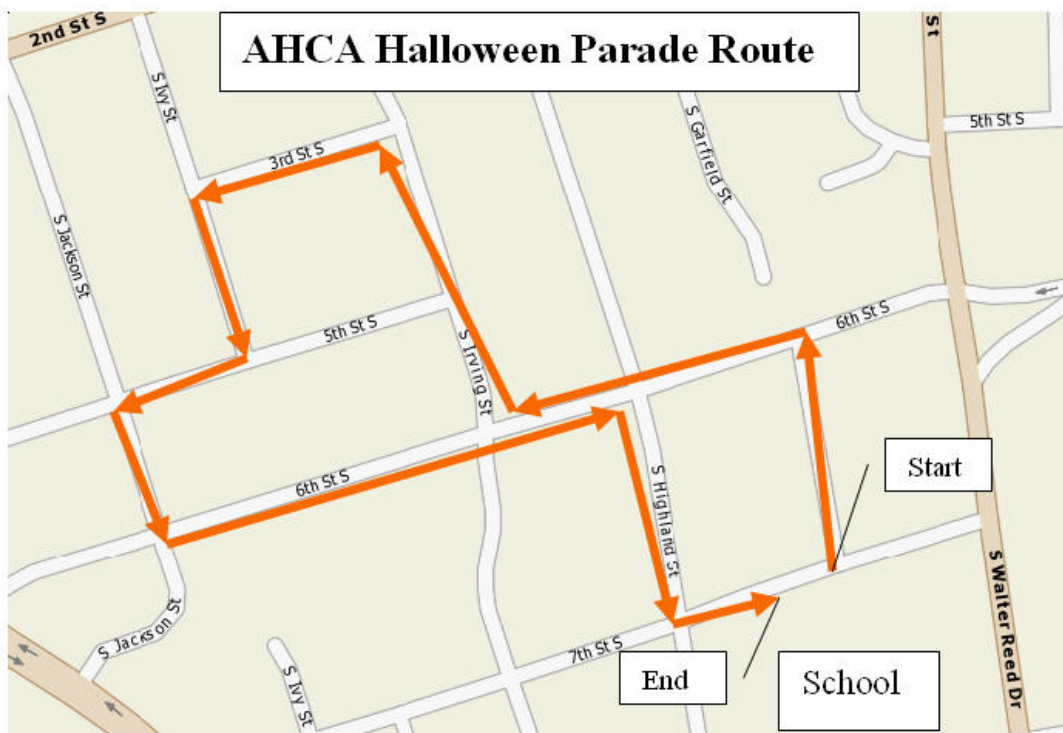 AHCA Halloween Parade Route
2nd St S
S Ivy St
St
S Garfield St
5th St S
3rd St S
S Jackson St
6th St S
5th St S
S Irving St
Start
6th St S
S Highland St
S Walter Reed Dr
S Jackson St
7th St S
S Ivy St
End
School